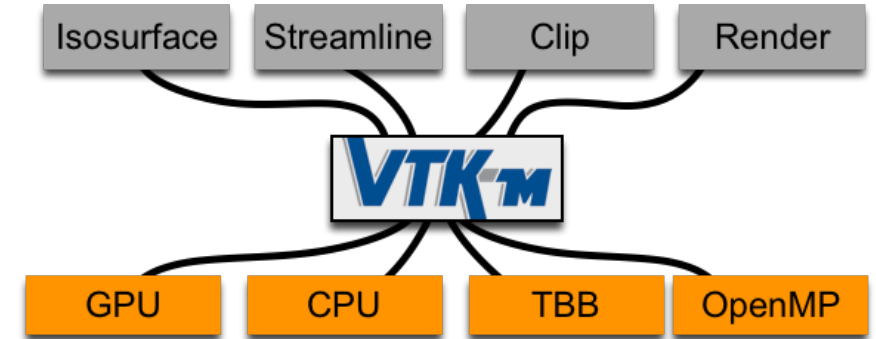 Isosurface Streamline Clip Render
VTK-m
GPU CPU TBB OpenMP